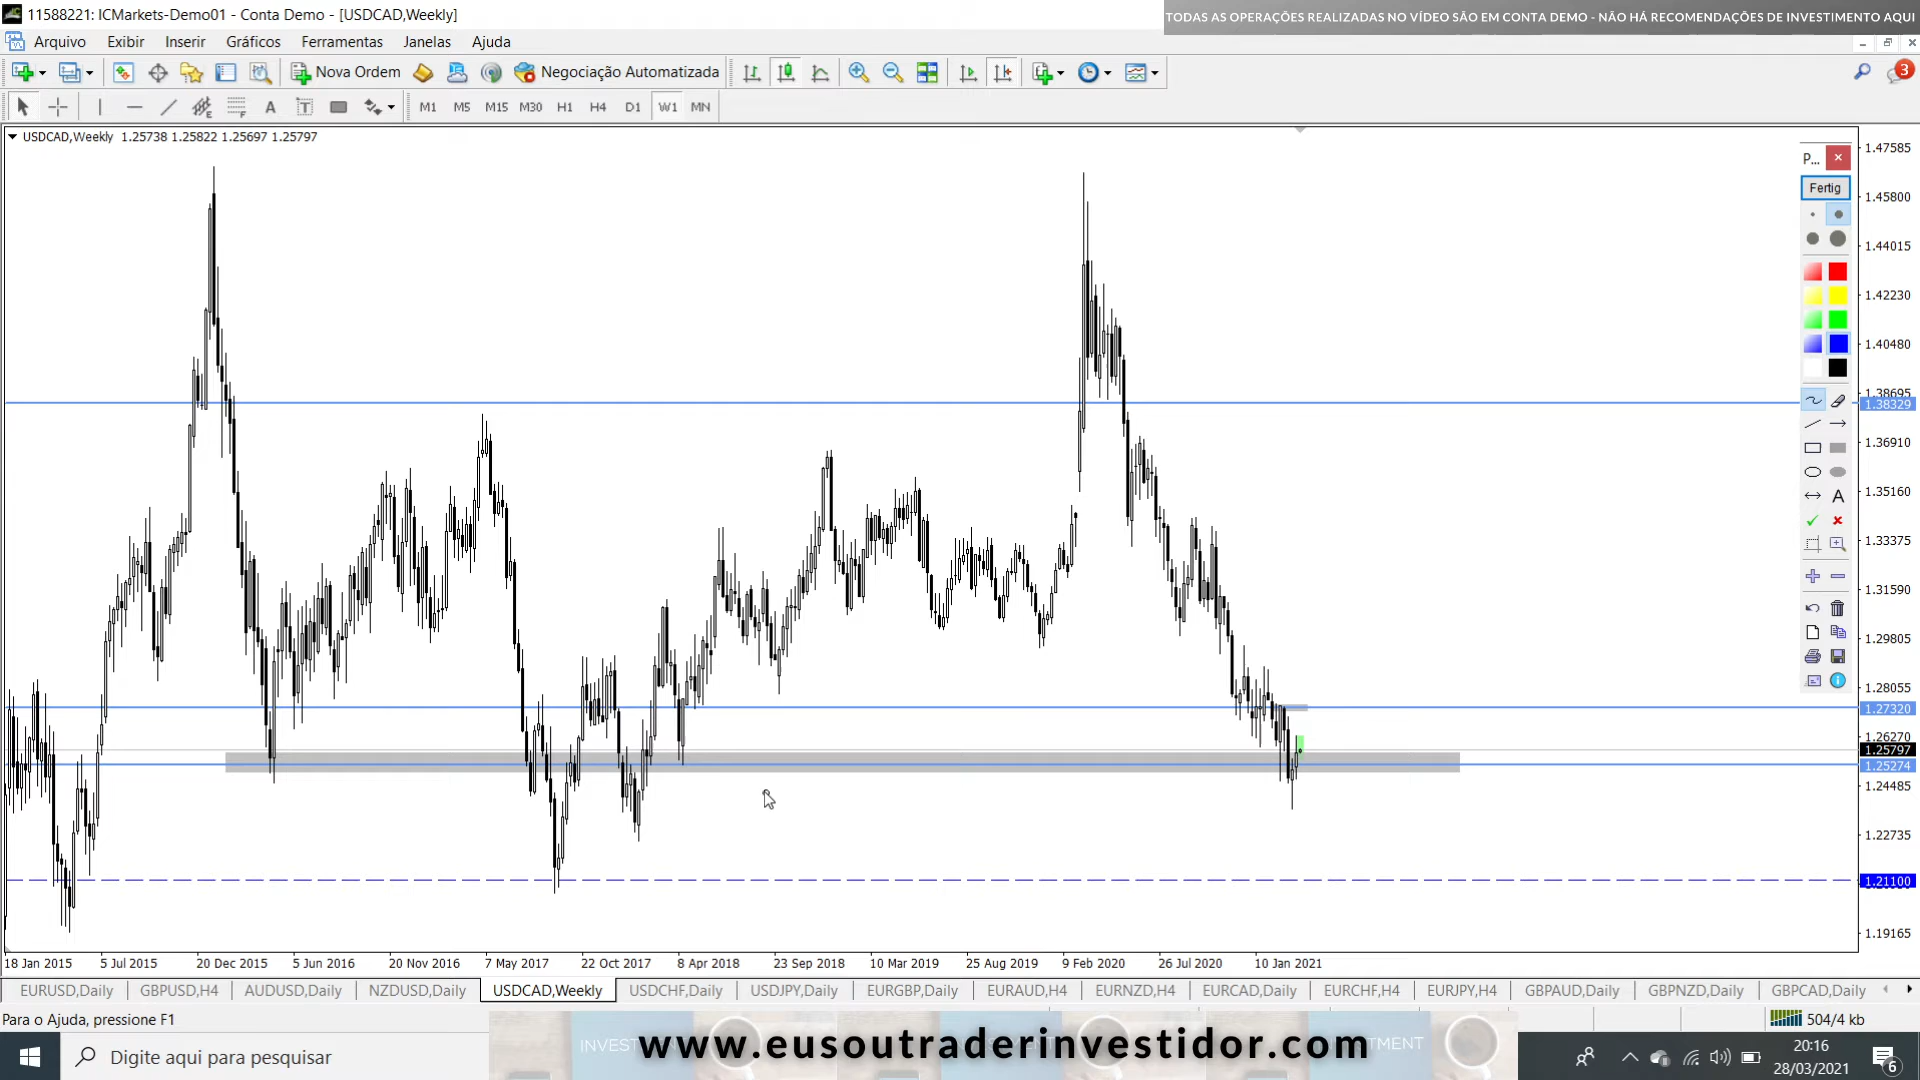 11588221: ICMarkets-Demo01 - Conta Demo - [USDCAD,Weekly]
TODAS AS OPERAÇÕES REALIZADAS NO VÍDEO SÃO EM CONTA DEMO - NÃO HÁ RECOMENDAÇÕES DE INVESTIMENTO AQUI
Arquivo Exibir Inserir Gráficos Ferramentas Janelas Ajuda
Nova Ordem Negociação Automatizada 3
A T M1 M5 M15 M30 H1 H4 D1 W1 MN
USDCAD,Weekly 1.25738 1.25822 1.25697 1.25797
P...
Fertig
A
1.47585
1.45800
1.44015
1.42230
1.40480
1.38695
1.38329
1.36910
1.35160
1.33375
1.31590
1.29805
1.28055
1.27320
1.26270
1.25797
1.25274
1.24485
1.22735
1.21100
1.19165
18 Jan 2015 5 Jul 2015 20 Dec 2015 5 Jun 2016 20 Nov 2016 7 May 2017 22 Oct 2017 8 Apr 2018 23 Sep 2018 10 Mar 2019 25 Aug 2019 9 Feb 2020 26 Jul 2020 10 Jan 2021
EURUSD,Daily GBPUSD,H4 AUDUSD,Daily NZDUSD,Daily USDCAD,Weekly USDCHF,Daily USDJPY,Daily EURGBP,Daily EURAUD,H4 EURNZD,H4 EURCAD,Daily EURCHF,H4 EURJPY,H4 GBPAUD,Daily GBPNZD,Daily GBPCAD,Daily
Para o Ajuda, pressione F1
504/4 kb
Digite aqui para pesquisar
www.eusoutraderinvestidor.com
20:16
28/03/2021
6